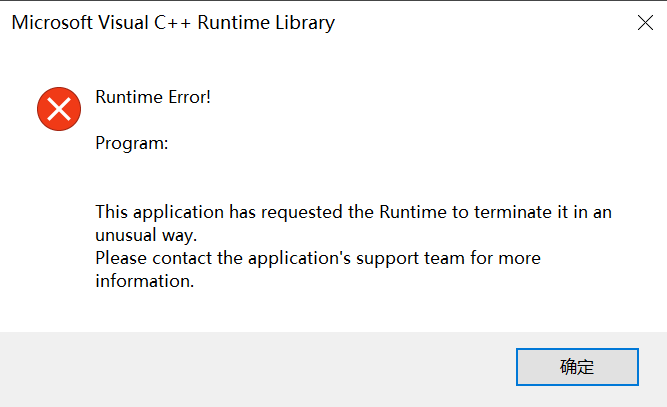 Microsoft Visual C++ Runtime Library
Runtime Error!
Program:
This application has requested the Runtime to terminate it in an
unusual way.
Please contact the application's support team for more
information.
确定